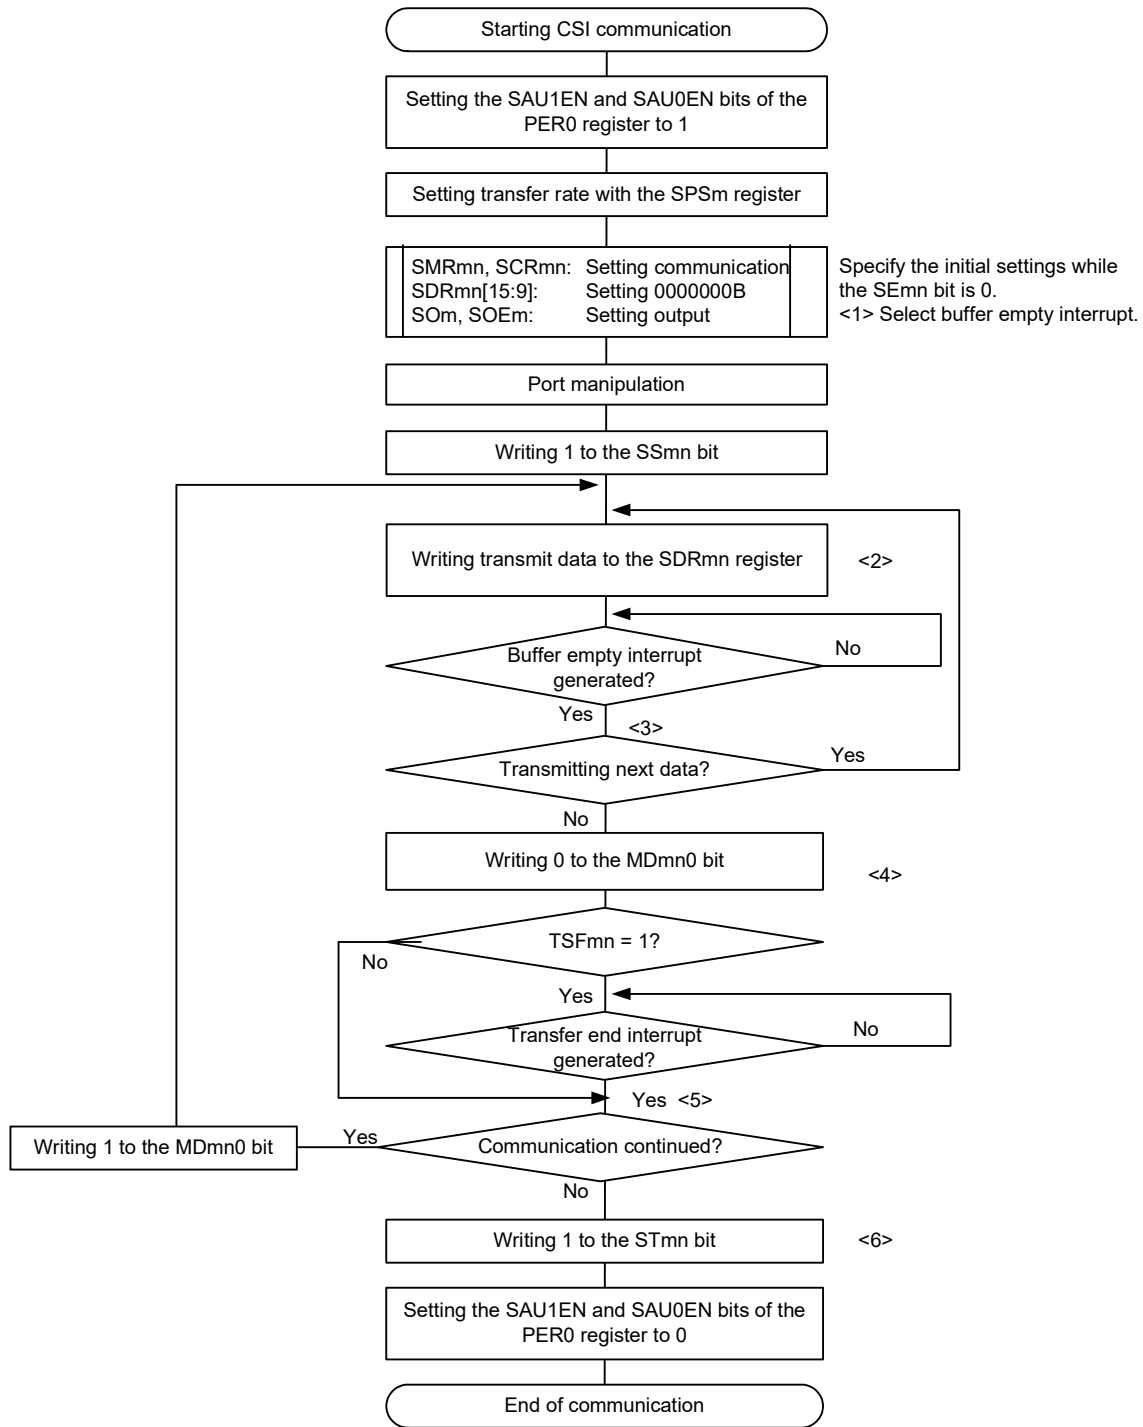 Starting CSI communication
Setting the SAU1EN and SAU0EN bits of the
PER0 register to 1
Setting transfer rate with the SPSm register
SMRmn, SCRmn: Setting communication
SDRmn[15:9]: Setting 0000000B
SOm, SOEm: Setting output
Specify the initial settings while
the SEmn bit is 0.
<1> Select buffer empty interrupt.
Port manipulation
Writing 1 to the SSmn bit
Writing transmit data to the SDRmn register
<2>
Buffer empty interrupt
generated?
No
Yes
<3>
Transmitting next data?
Yes
No
Writing 0 to the MDmn0 bit
<4>
TSFmn = 1?
No
Yes
Transfer end interrupt
generated?
No
Yes <5>
Communication continued?
Yes
Writing 1 to the MDmn0 bit
No
Writing 1 to the STmn bit
<6>
Setting the SAU1EN and SAU0EN bits of the
PER0 register to 0
End of communication